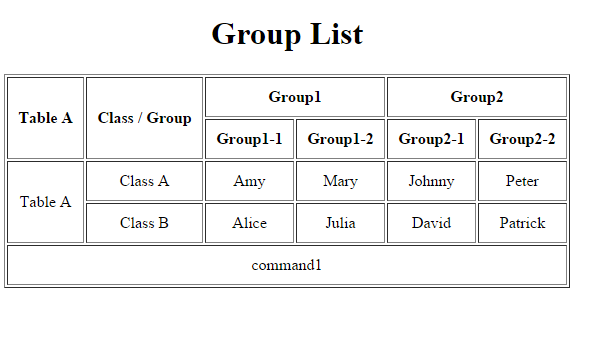 Group List
Table A Class / Group Group1 Group2
Group1-1 Group1-2 Group2-1 Group2-2
Table A Class A Amy Mary Johnny Peter
Class B Alice Julia David Patrick
command1